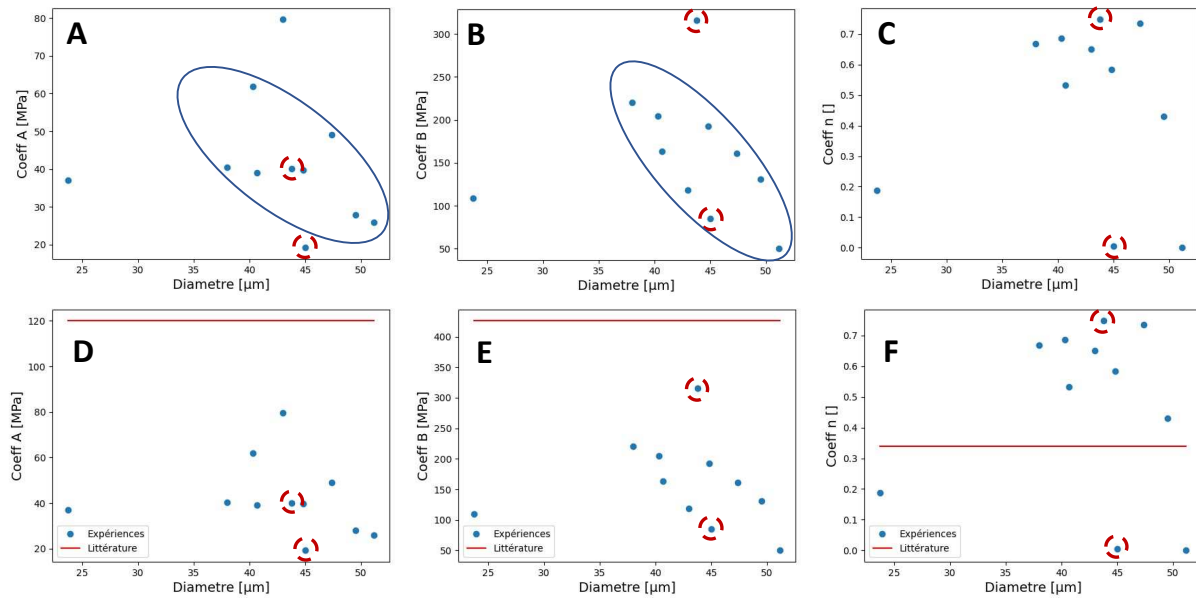 A
Coeff A [MPa]
80
70
60
50
40
30
20
25 30 35 40 45 50
Diametre [µm]
B
Coeff B [MPa]
300
250
200
150
100
50
25 30 35 40 45 50
Diametre [µm]
C
Coeff n []
0.7
0.6
0.5
0.4
0.3
0.2
0.1
0.0
25 30 35 40 45 50
Diametre [µm]
D
Coeff A [MPa]
120
100
80
60
40
20
Expériences
Littérature
25 30 35 40 45 50
Diametre [µm]
E
Coeff B [MPa]
400
350
300
250
200
150
100
50
Expériences
Littérature
25 30 35 40 45 50
Diametre [µm]
F
Coeff n []
0.7
0.6
0.5
0.4
0.3
0.2
0.1
0.0
Expériences
Littérature
25 30 35 40 45 50
Diametre [µm]